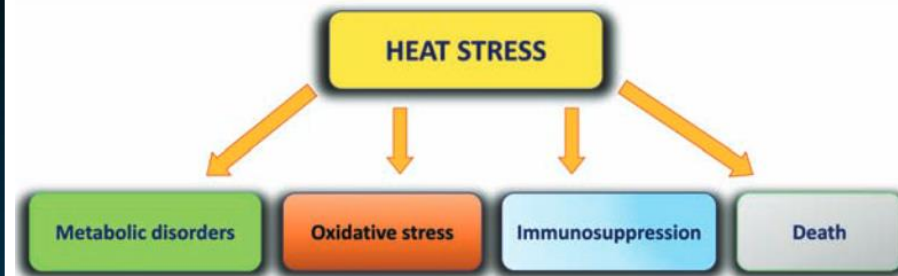 HEAT STRESS
Metabolic disorders
Oxidative stress
Immunosuppression
Death